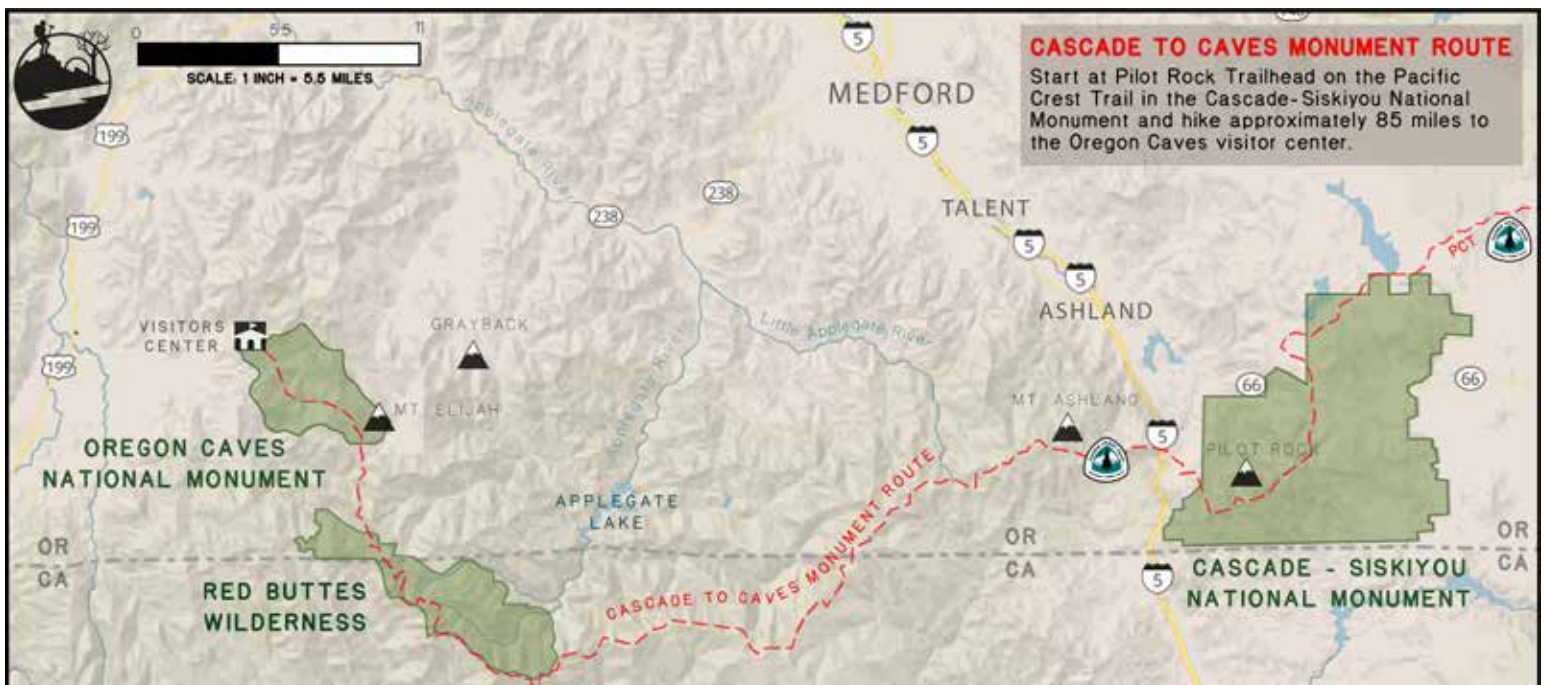 0 5.5 11
SCALE: 1 INCH = 5.5 MILES
CASCADE TO CAVES MONUMENT ROUTE
Start at Pilot Rock Trailhead on the Pacific
Crest Trail in the Cascade-Siskiyou National
Monument and hike approximately 85 miles to
the Oregon Caves visitor center.
5
MEDFORD
199
Applegate River
5
238
238
199
TALENT
5
PCT
5
ASHLAND
VISITORS
CENTER
GRAYBACK
Little Applegate River
Applegate River
199
66
66
MT. ELIJAH
MT. ASHLAND
5
PILOT ROCK
OREGON CAVES
NATIONAL MONUMENT
APPLEGATE
LAKE
CASCADE TO CAVES MONUMENT ROUTE
OR
CA
OR
CA
OR
CA
5
CASCADE - SISKIYOU
NATIONAL MONUMENT
RED BUTTES
WILDERNESS
CASCADE TO CAVES MONUMENT ROUTE